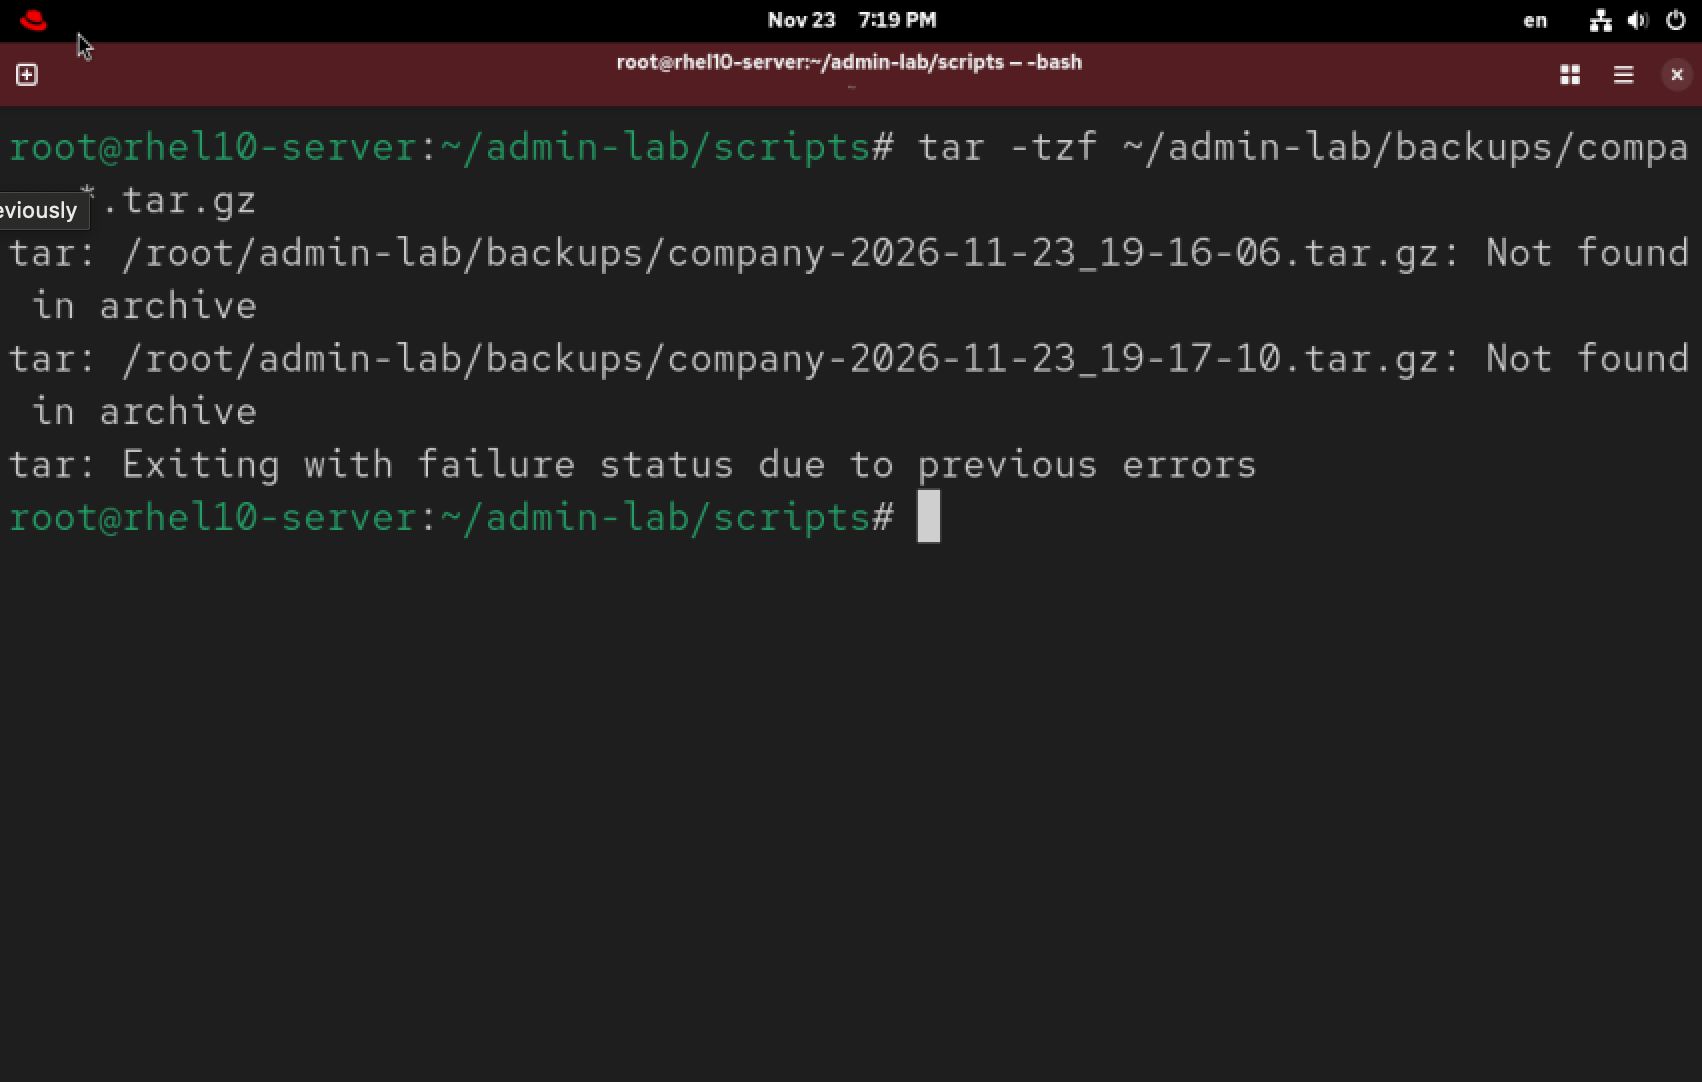 Nov 23 7:19 PM
en
root@rhel10-server:~/admin-lab/scripts — -bash
~
root@rhel10-server:~/admin-lab/scripts# tar -tzf ~/admin-lab/backups/compa
*.tar.gz
eviously
tar: /root/admin-lab/backups/company-2026-11-23_19-16-06.tar.gz: Not found
in archive
tar: /root/admin-lab/backups/company-2026-11-23_19-17-10.tar.gz: Not found
in archive
tar: Exiting with failure status due to previous errors
root@rhel10-server:~/admin-lab/scripts#